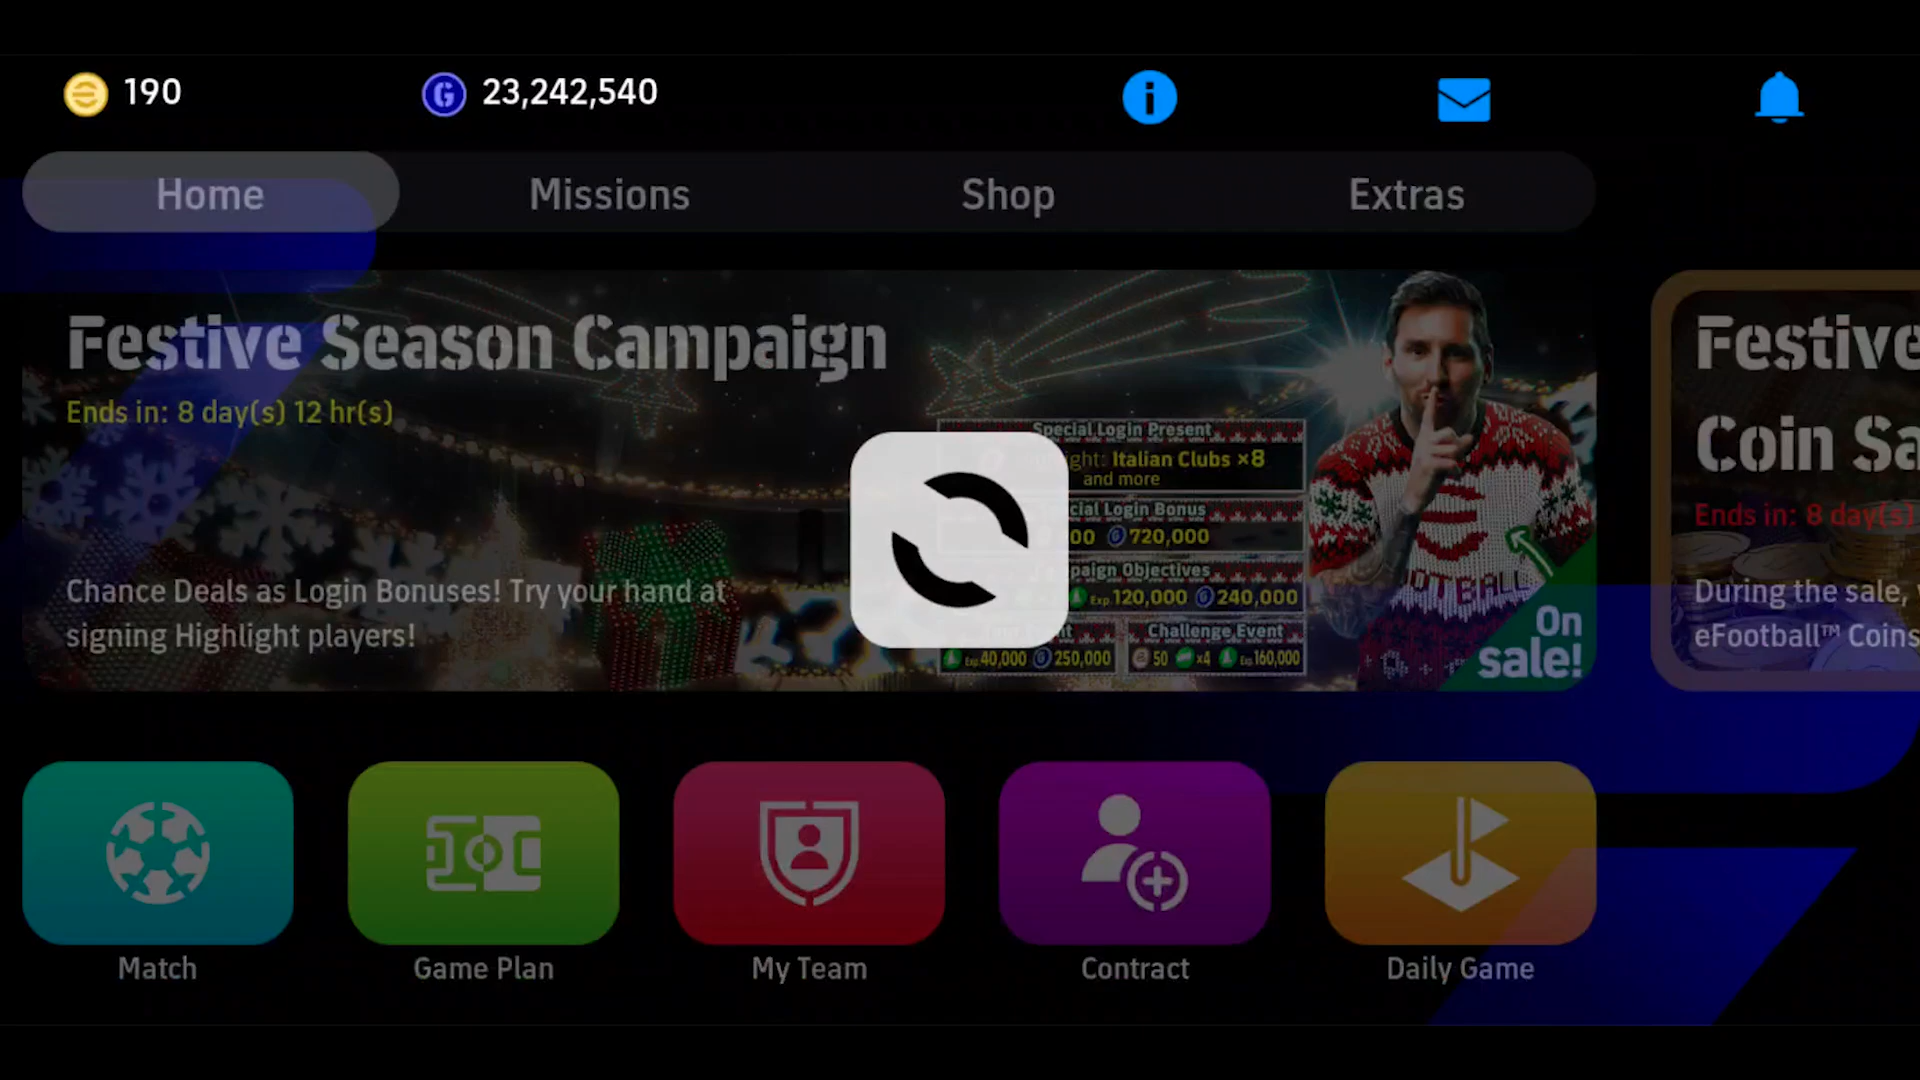 190
23,242,540
Home
Missions
Shop
Extras
Festive Season Campaign
Ends in: 8 day(s) 12 hr(s)
Chance Deals as Login Bonuses! Try your hand at
signing Highlight players!
Special Login Present
Italian Clubs ×8
and more
Login Bonus
720,000
Objectives
Exp. 120,000 240,000
Exp. 40,000 250,000
Challenge Event
50 ×4 Exp. 160,000
On
sale!
Festive
Coin
Ends in: 8 day(s)
During the sale,
eFootball™ Coins
Match
Game Plan
My Team
Contract
Daily Game